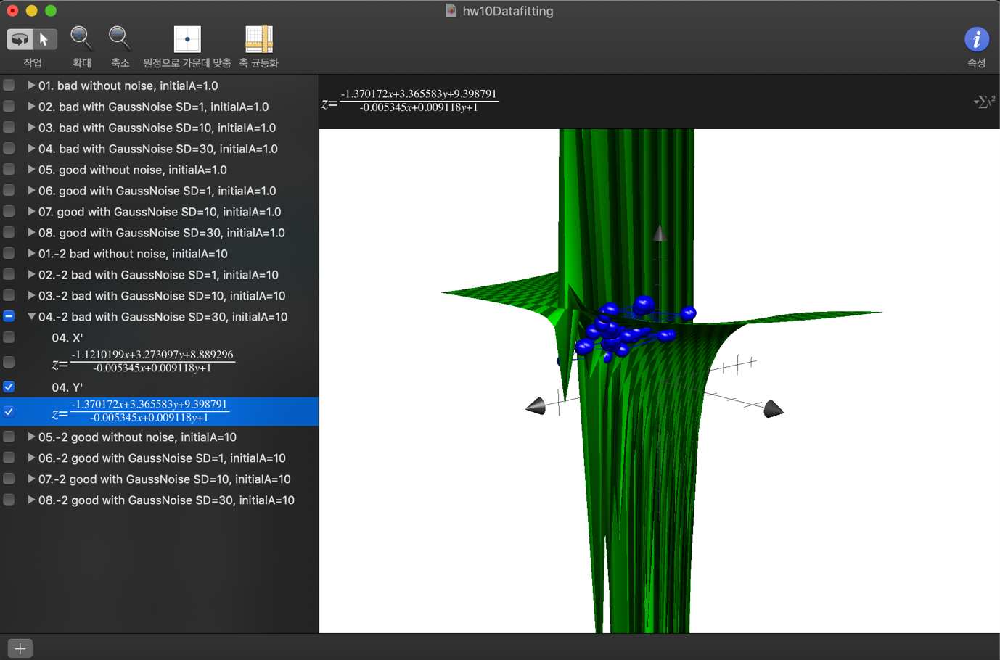 hw10Datafitting
작업
확대
축소
원점으로 가운데 맞춤
축 균등화
속성
01. bad without noise, initialA=1.0
02. bad with GaussNoise SD=1, initialA=1.0
03. bad with GaussNoise SD=10, initialA=1.0
04. bad with GaussNoise SD=30, initialA=1.0
05. good without noise, initialA=1.0
06. good with GaussNoise SD=1, initialA=1.0
07. good with GaussNoise SD=10, initialA=1.0
08. good with GaussNoise SD=30, initialA=1.0
01.-2 bad without noise, initialA=10
02.-2 bad with GaussNoise SD=1, initialA=10
03.-2 bad with GaussNoise SD=10, initialA=10
04.-2 bad with GaussNoise SD=30, initialA=10
04. X'
z=
-1.1210199x+3.273097y+8.889296
-0.005345x+0.009118y+1
04. Y'
z=
-1.370172x+3.365583y+9.398791
-0.005345x+0.009118y+1
05.-2 good without noise, initialA=10
06.-2 good with GaussNoise SD=1, initialA=10
07.-2 good with GaussNoise SD=10, initialA=10
08.-2 good with GaussNoise SD=30, initialA=10
z=
-1.370172x+3.365583y+9.398791
-0.005345x+0.009118y+1
∑x²